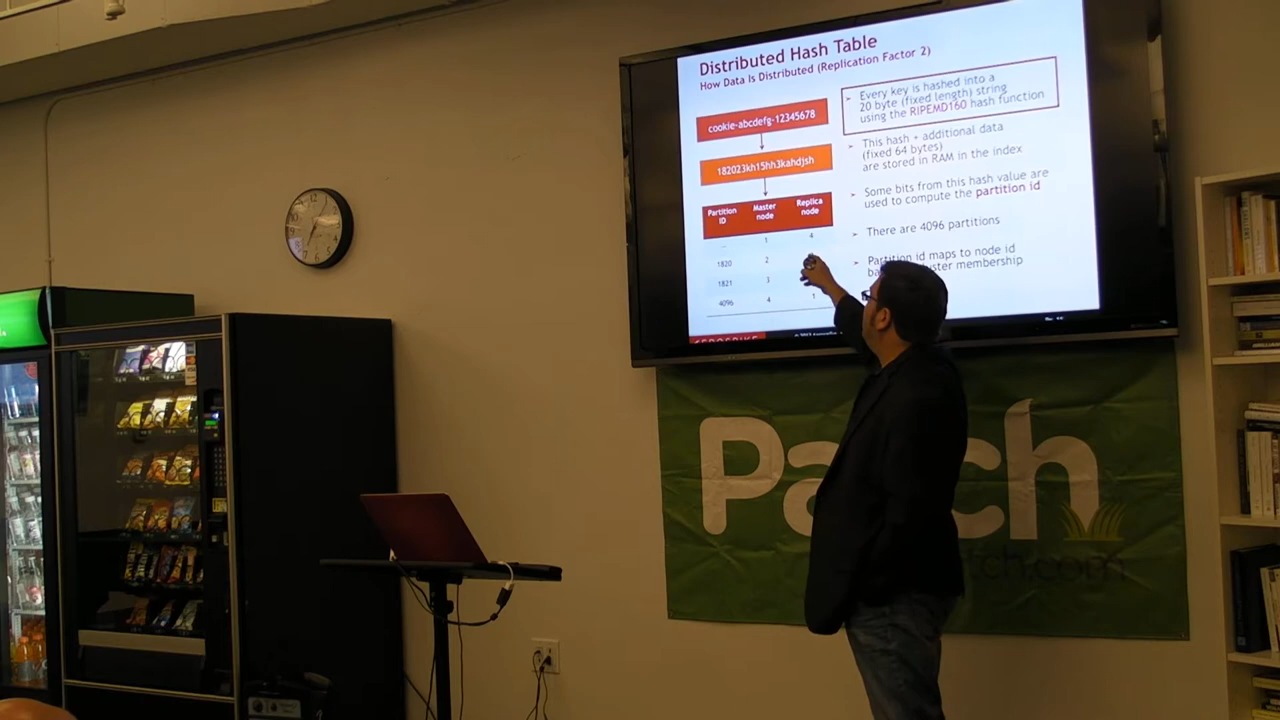 Distributed Hash Table
How Data Is Distributed (Replication Factor 2)
cookie-abcdefg-12345678
182023kh15hh3kahdjsh
Partition ID Master node Replica node
... 1 4
1820 2
1821 3
4096 4 1
➢ Every key is hashed into a
20 byte (fixed length) string
using the RIPEMD160 hash function
➢ This hash + additional data
(fixed 64 bytes)
are stored in RAM in the index
➢ Some bits from this hash value are
used to compute the partition id
➢ There are 4096 partitions
➢ Partition id maps to node id
membership
Patch